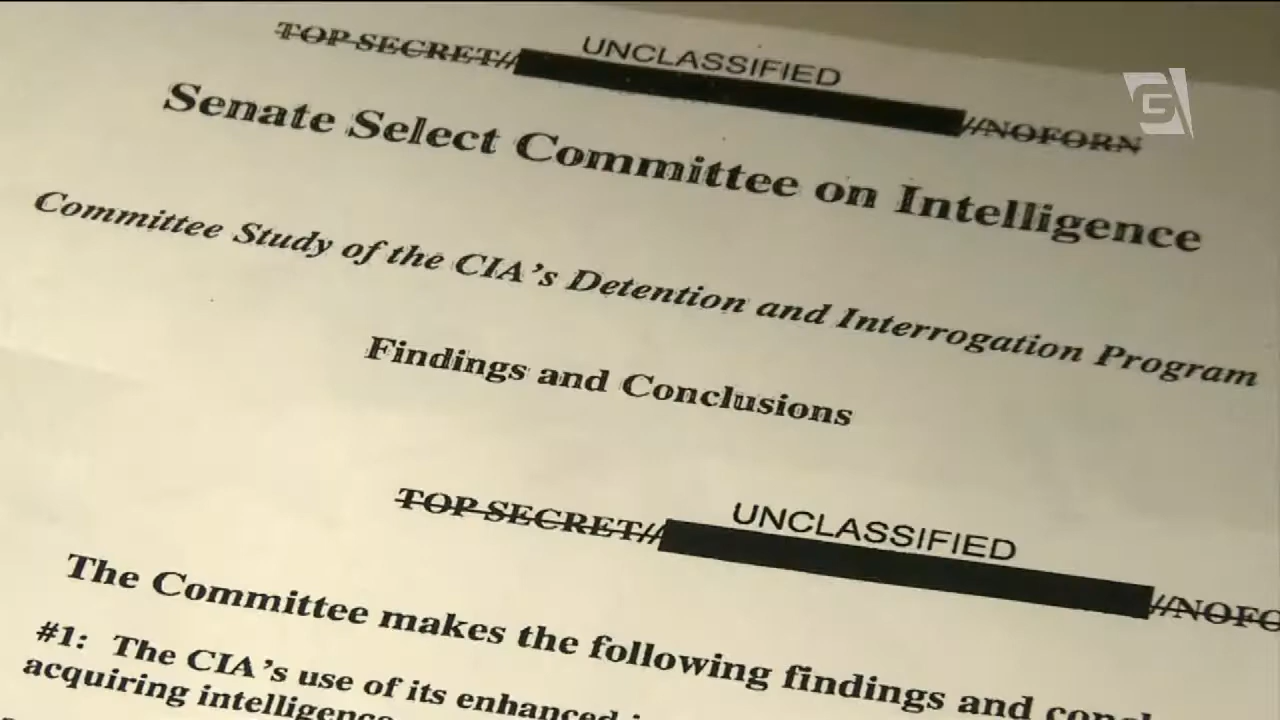 TOP SECRET// UNCLASSIFIED //NOFORN
Senate Select Committee on Intelligence
Committee Study of the CIA's Detention and Interrogation Program
Findings and Conclusions
TOP SECRET// UNCLASSIFIED //NOFO
The Committee makes the following findings and conc
#1: The CIA's use of its enhanced
acquiring intelligence
G